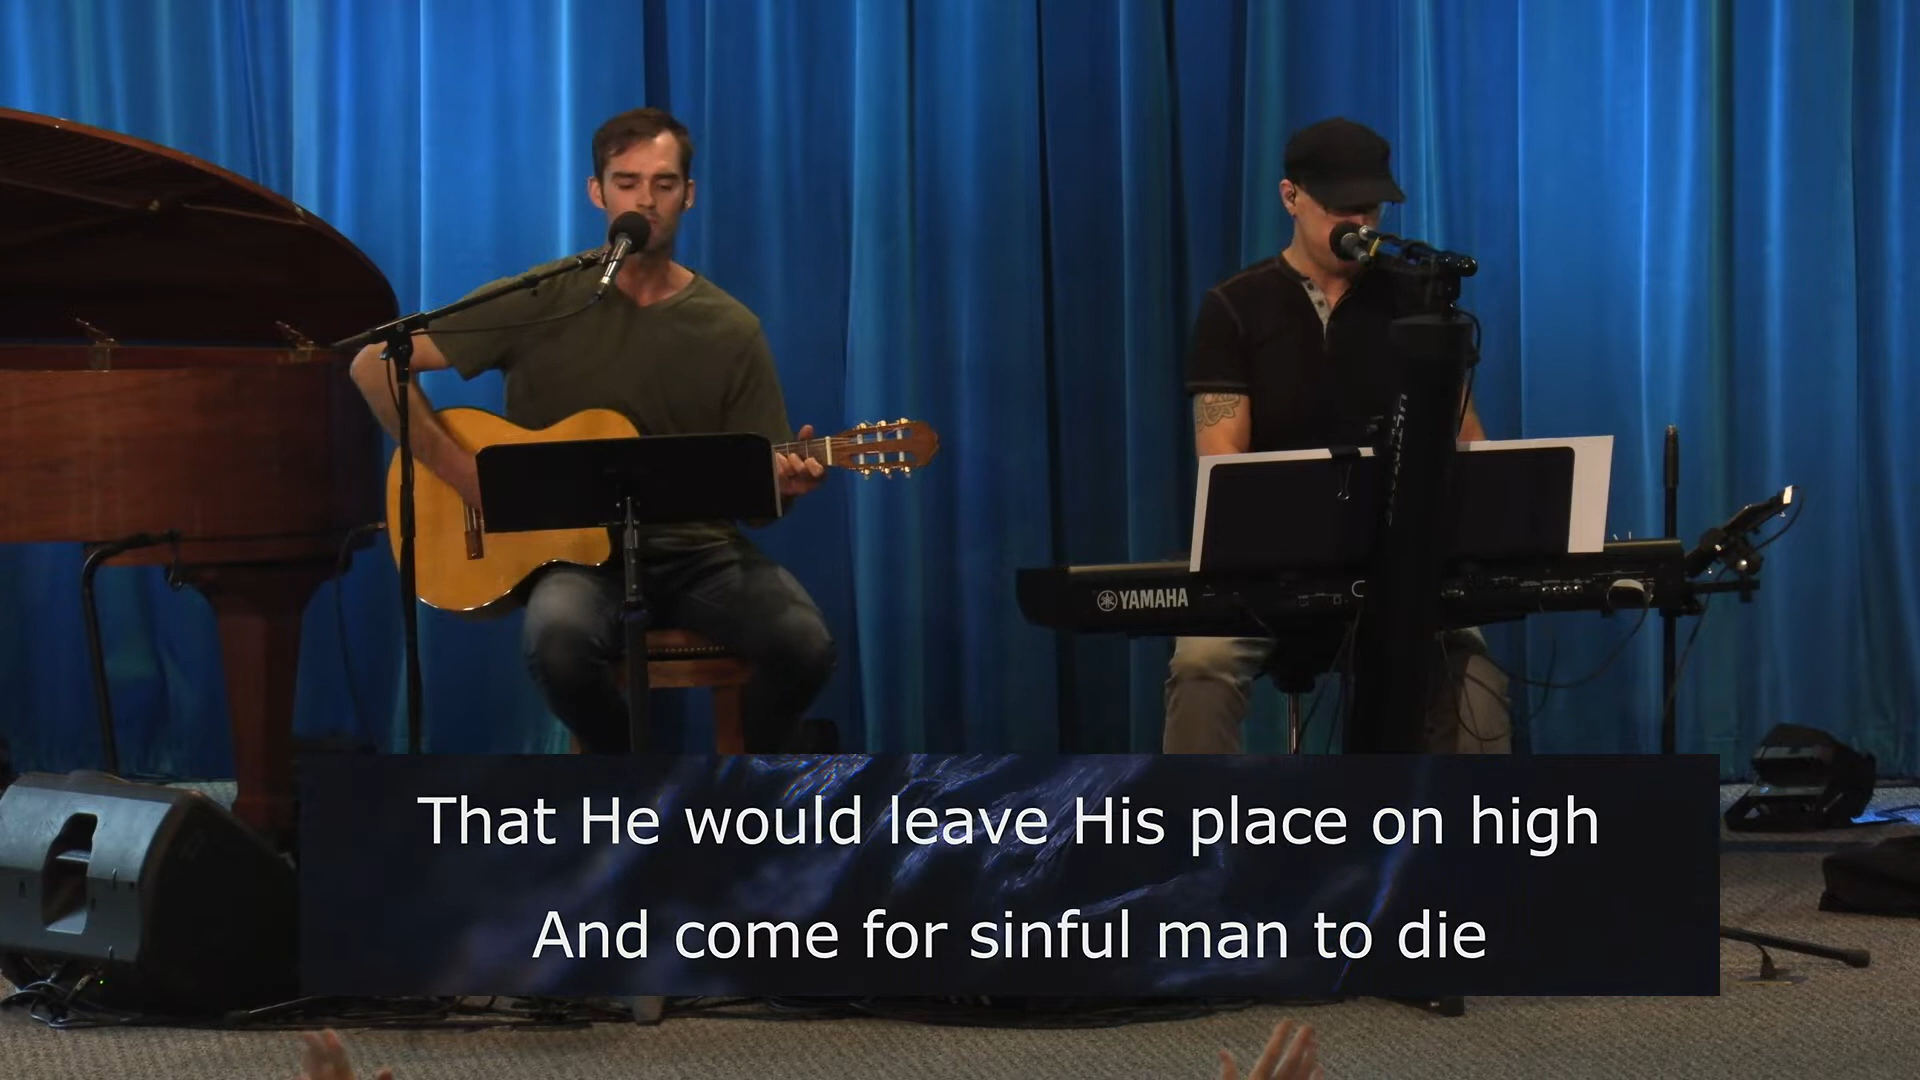 YAMAHA
That He would leave His place on high
And come for sinful man to die